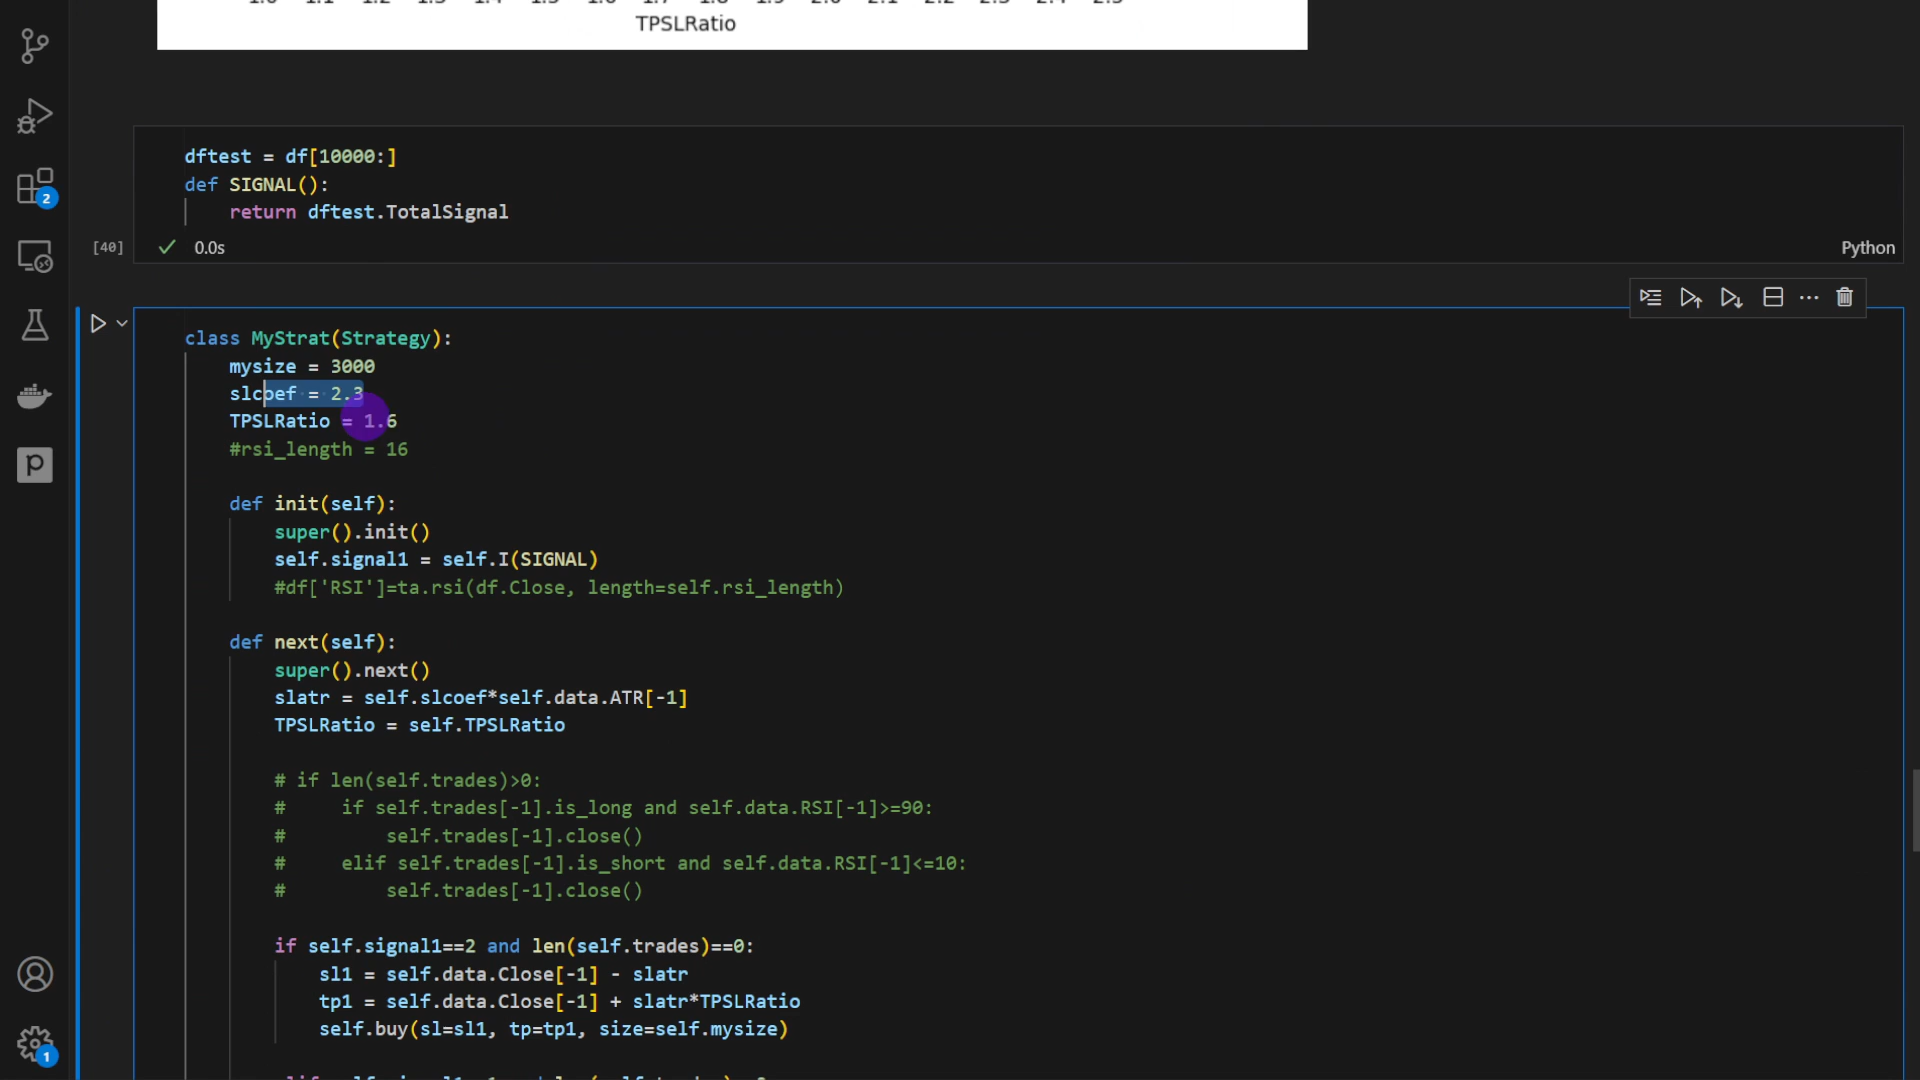 TPSLRatio
dftest = df[10000:]
def SIGNAL():
return dftest.TotalSignal
[40]
0.0s
Python
class MyStrat(Strategy):
mysize = 3000
slcoef = 2.3
TPSLRatio = 1.6
#rsi_length = 16
def init(self):
super().init()
self.signal1 = self.I(SIGNAL)
#df['RSI']=ta.rsi(df.Close, length=self.rsi_length)
def next(self):
super().next()
slatr = self.slcoef*self.data.ATR[-1]
TPSLRatio = self.TPSLRatio
# if len(self.trades)>0:
#     if self.trades[-1].is_long and self.data.RSI[-1]>=90:
#         self.trades[-1].close()
#     elif self.trades[-1].is_short and self.data.RSI[-1]<=10:
#         self.trades[-1].close()
if self.signal1==2 and len(self.trades)==0:
sl1 = self.data.Close[-1] - slatr
tp1 = self.data.Close[-1] + slatr*TPSLRatio
self.buy(sl=sl1, tp=tp1, size=self.mysize)
2
1